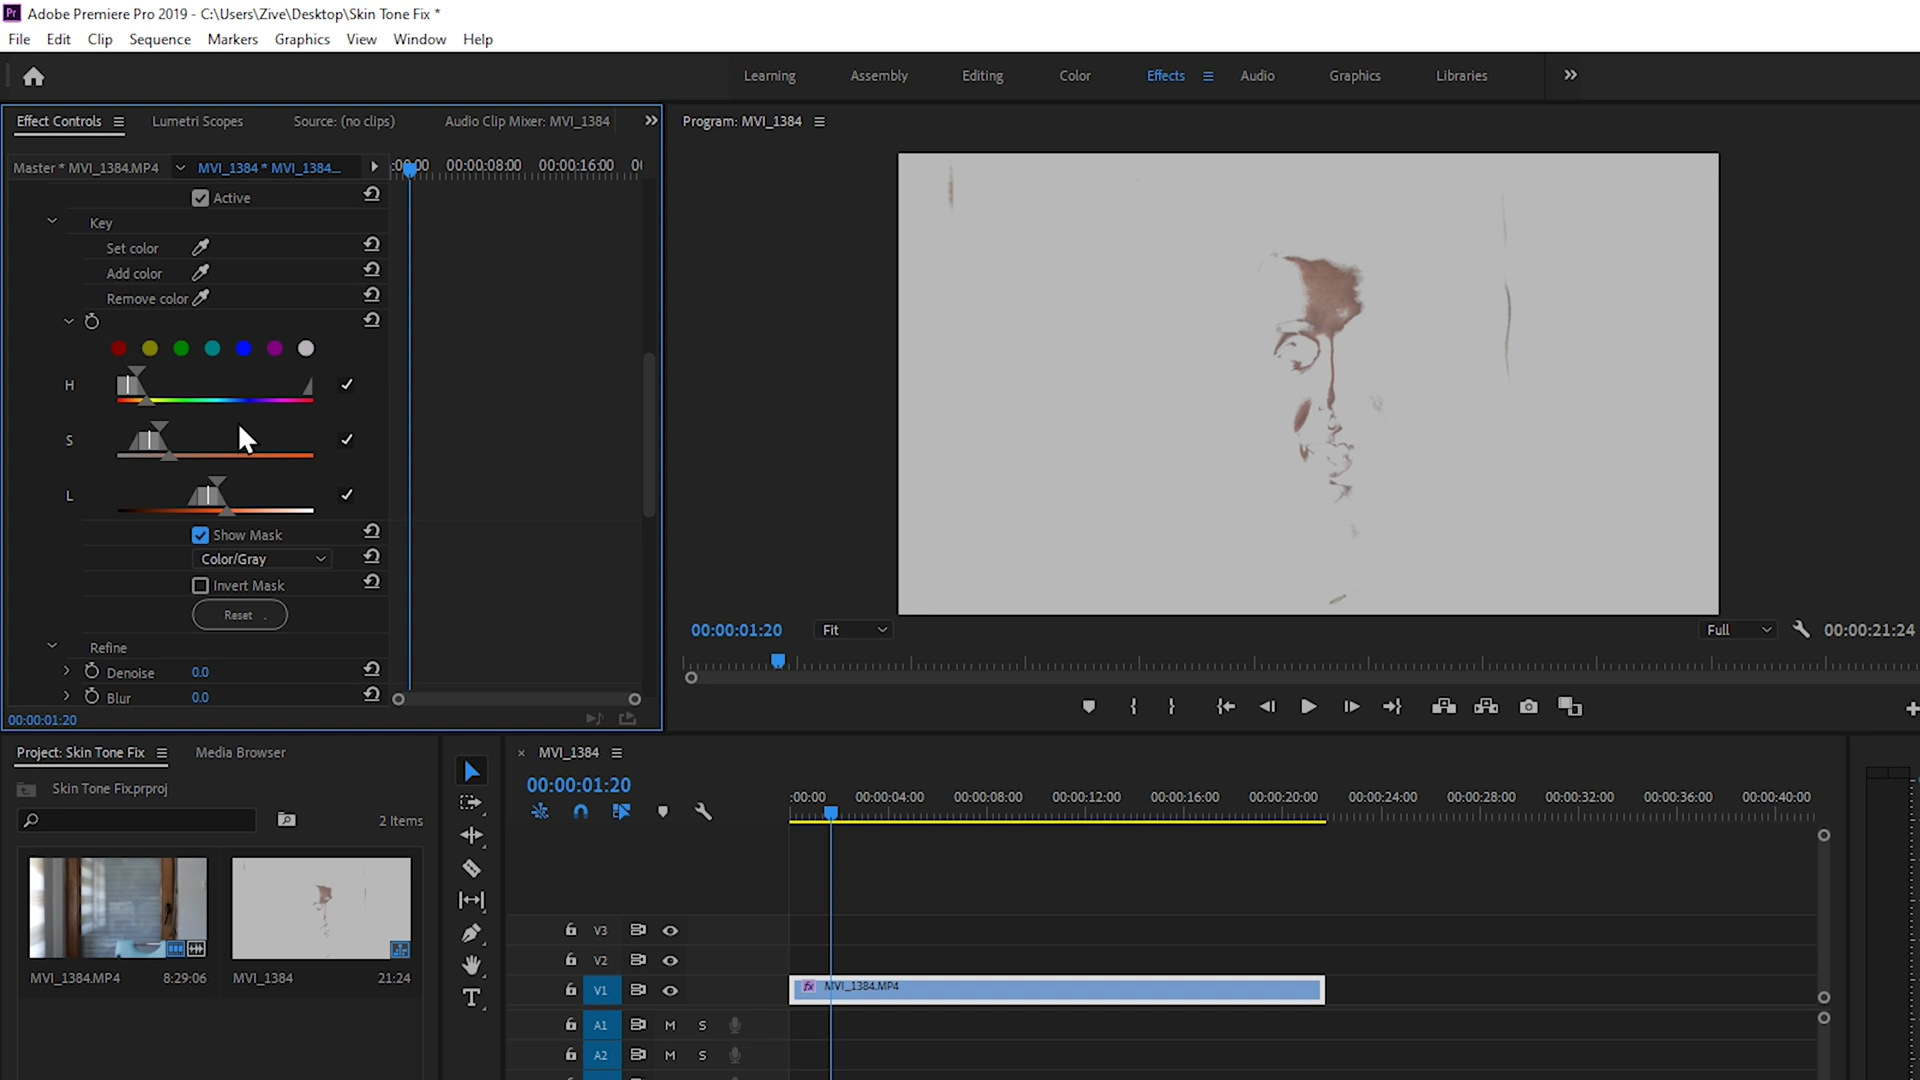 Adobe Premiere Pro 2019 - C:\Users\Zive\Desktop\Skin Tone Fix *
File Edit Clip Sequence Markers Graphics View Window Help
Learning Assembly Editing Color Effects Audio Graphics Libraries
Effect Controls Lumetri Scopes Source: (no clips) Audio Clip Mixer: MVI_1384
Program: MVI_1384
Master * MVI_1384.MP4 MVI_1384 * MVI_1384...
:00:00 00:00:08:00 00:00:16:00
Active
Key
Set color
Add color
Remove color
H
S
L
Show Mask
Color/Gray
Invert Mask
Reset
Refine
Denoise 0.0
Blur 0.0
00:00:01:20
00:00:01:20 Fit Full 00:00:21:24
Project: Skin Tone Fix Media Browser
Skin Tone Fix.prproj
2 Items
MVI_1384.MP4 8:29:06
MVI_1384 21:24
MVI_1384
00:00:01:20
:00:00 00:00:04:00 00:00:08:00 00:00:12:00 00:00:16:00 00:00:20:00 00:00:24:00 00:00:28:00 00:00:32:00 00:00:36:00 00:00:40:00
V3
V2
V1
fx MVI_1384.MP4
A1 M S
A2 M S